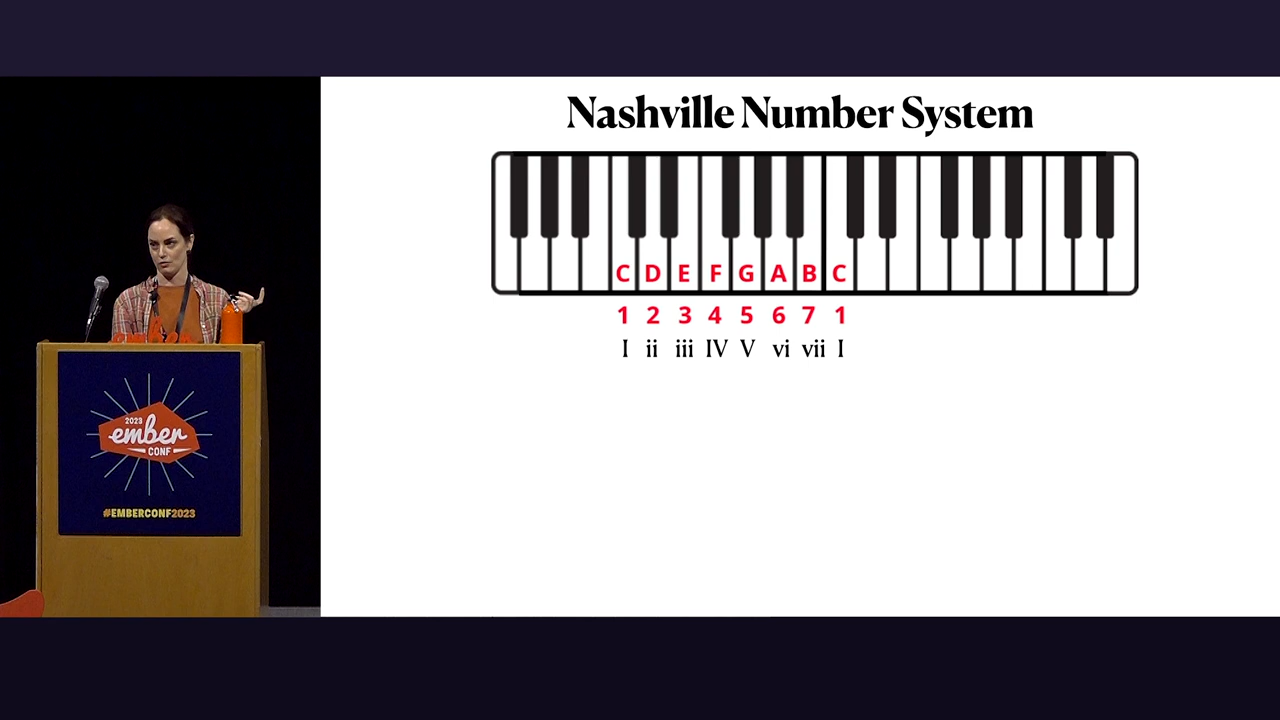 Nashville Number System
C D E F G A B C
1 2 3 4 5 6 7 1
I ii iii IV V vi vii I
2023
ember
CONF
#EMBERCONF2023